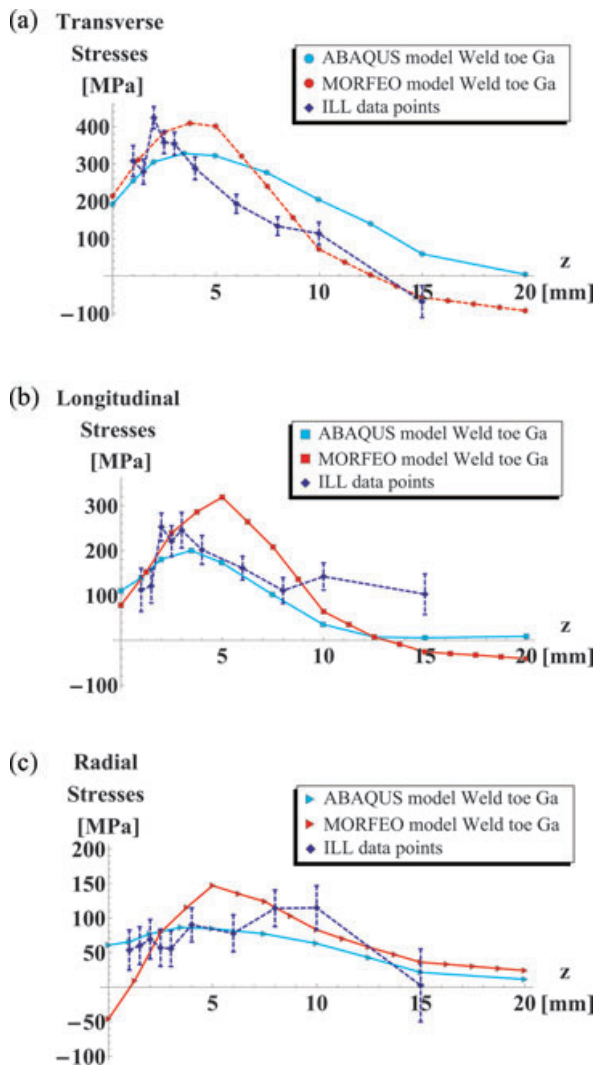 (a) Transverse
Stresses
[MPa]
ABAQUS model Weld toe Ga
MORFEO model Weld toe Ga
ILL data points
400
300
200
100
−100
5
10
15
20
z
[mm]
(b) Longitudinal
Stresses
[MPa]
ABAQUS model Weld toe Ga
MORFEO model Weld toe Ga
ILL data points
300
200
100
−100
5
10
15
20
z
[mm]
(c) Radial
Stresses
[MPa]
ABAQUS model Weld toe Ga
MORFEO model Weld toe Ga
ILL data points
200
150
100
50
−50
−100
5
10
15
20
z
[mm]